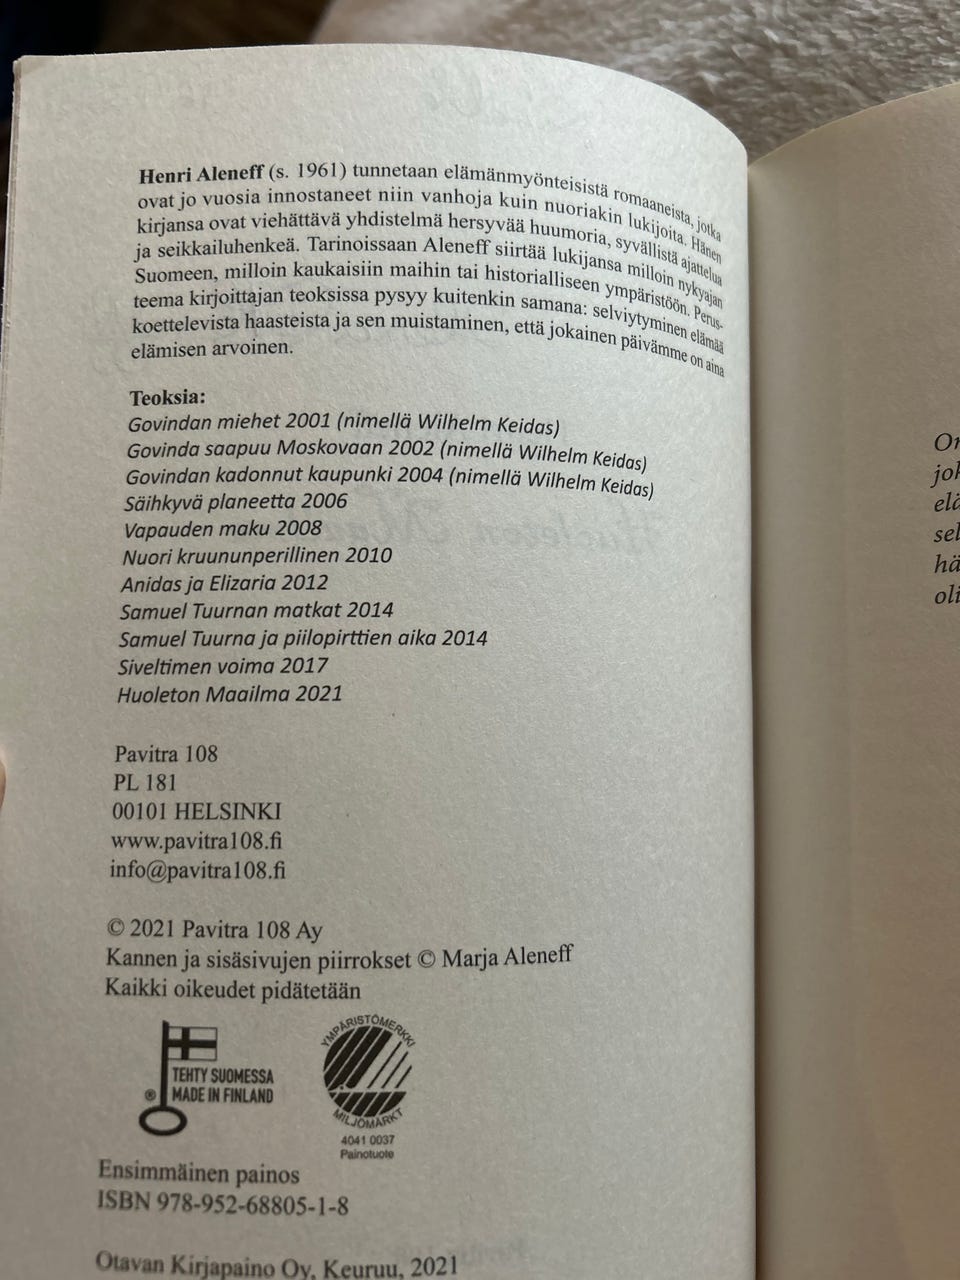 Henri Aleneff (s. 1961) tunnetaan elämänmyönteisistä romaaneista, jotka
ovat jo vuosia innostaneet niin vanhoja kuin nuoriakin lukijoita. Hänen
kirjansa ovat viehättävä yhdistelmä hersyvää huumoria, syvällistä ajattelua
ja seikkailuhenkeä. Tarinoissaan Aleneff siirtää lukijansa milloin nykyajan
Suomeen, milloin kaukaisiin maihin tai historialliseen ympäristöön. Perus-
teema kirjoittajan teoksissa pysyy kuitenkin samana: selviytyminen elämää
koettelevista haasteista ja sen muistaminen, että jokainen päivämme on aina
elämisen arvoinen.
Teoksia:
Govindan miehet 2001 (nimellä Wilhelm Keidas)
Govinda saapuu Moskovaan 2002 (nimellä Wilhelm Keidas)
Govindan kadonnut kaupunki 2004 (nimellä Wilhelm Keidas)
Säihkyvä planeetta 2006
Vapauden maku 2008
Nuori kruununperillinen 2010
Anidas ja Elizaria 2012
Samuel Tuurnan matkat 2014
Samuel Tuurna ja piilopirttien aika 2014
Siveltimen voima 2017
Huoleton Maailma 2021
Pavitra 108
PL 181
00101 HELSINKI
www.pavitra108.fi
info@pavitra108.fi
© 2021 Pavitra 108 Ay
Kannen ja sisäsivujen piirrokset © Marja Aleneff
Kaikki oikeudet pidätetään
TEHTY SUOMESSA
® MADE IN FINLAND
YMPÄRISTÖMERKKI
MILJÖMÄRKT
4041 0037
Painotuote
Ensimmäinen painos
ISBN 978-952-68805-1-8
Otavan Kirjapaino Oy, Keuruu, 2021